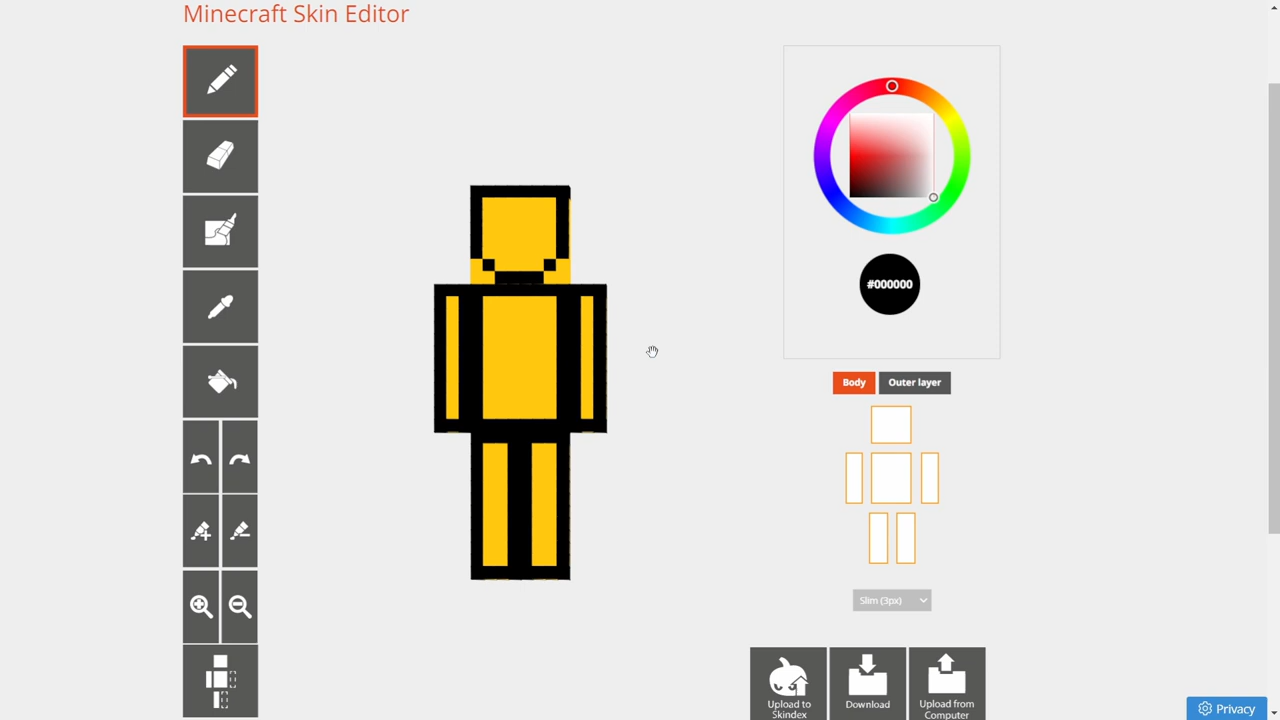 Minecraft Skin Editor
#000000
Body
Outer layer
Slim (3px)
Upload to
Skindex
Download
Upload from
Computer
Privacy